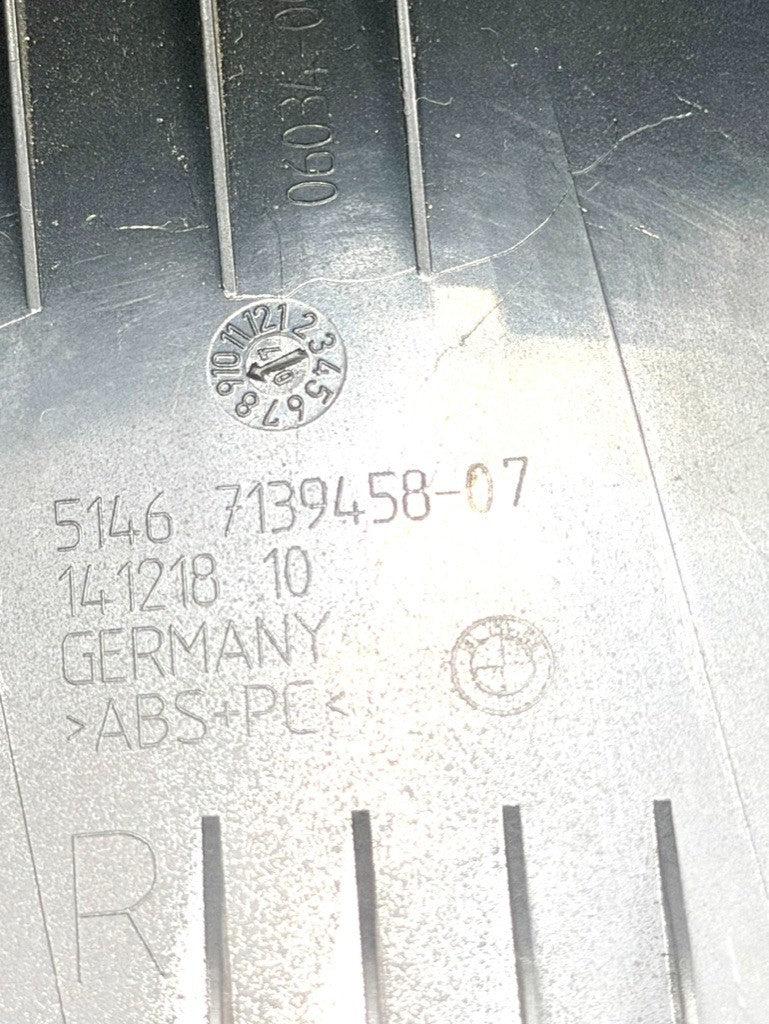 06034-0
12 1 2 3 4 5 6 7 8 9 10 11
5146 7139458-07
141218 10
GERMANY
>ABS+PC<
R